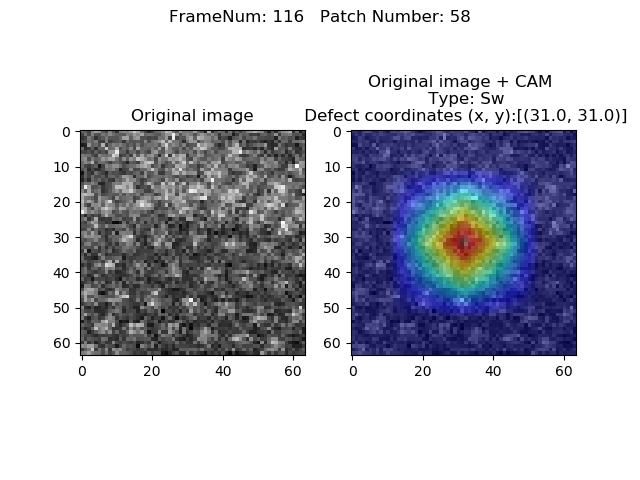 FrameNum: 116   Patch Number: 58
Original image
Original image + CAM
Type: Sw
Defect coordinates (x, y):[(31.0, 31.0)]
0
10
20
30
40
50
60
0 20 40 60
0
10
20
30
40
50
60
0 20 40 60